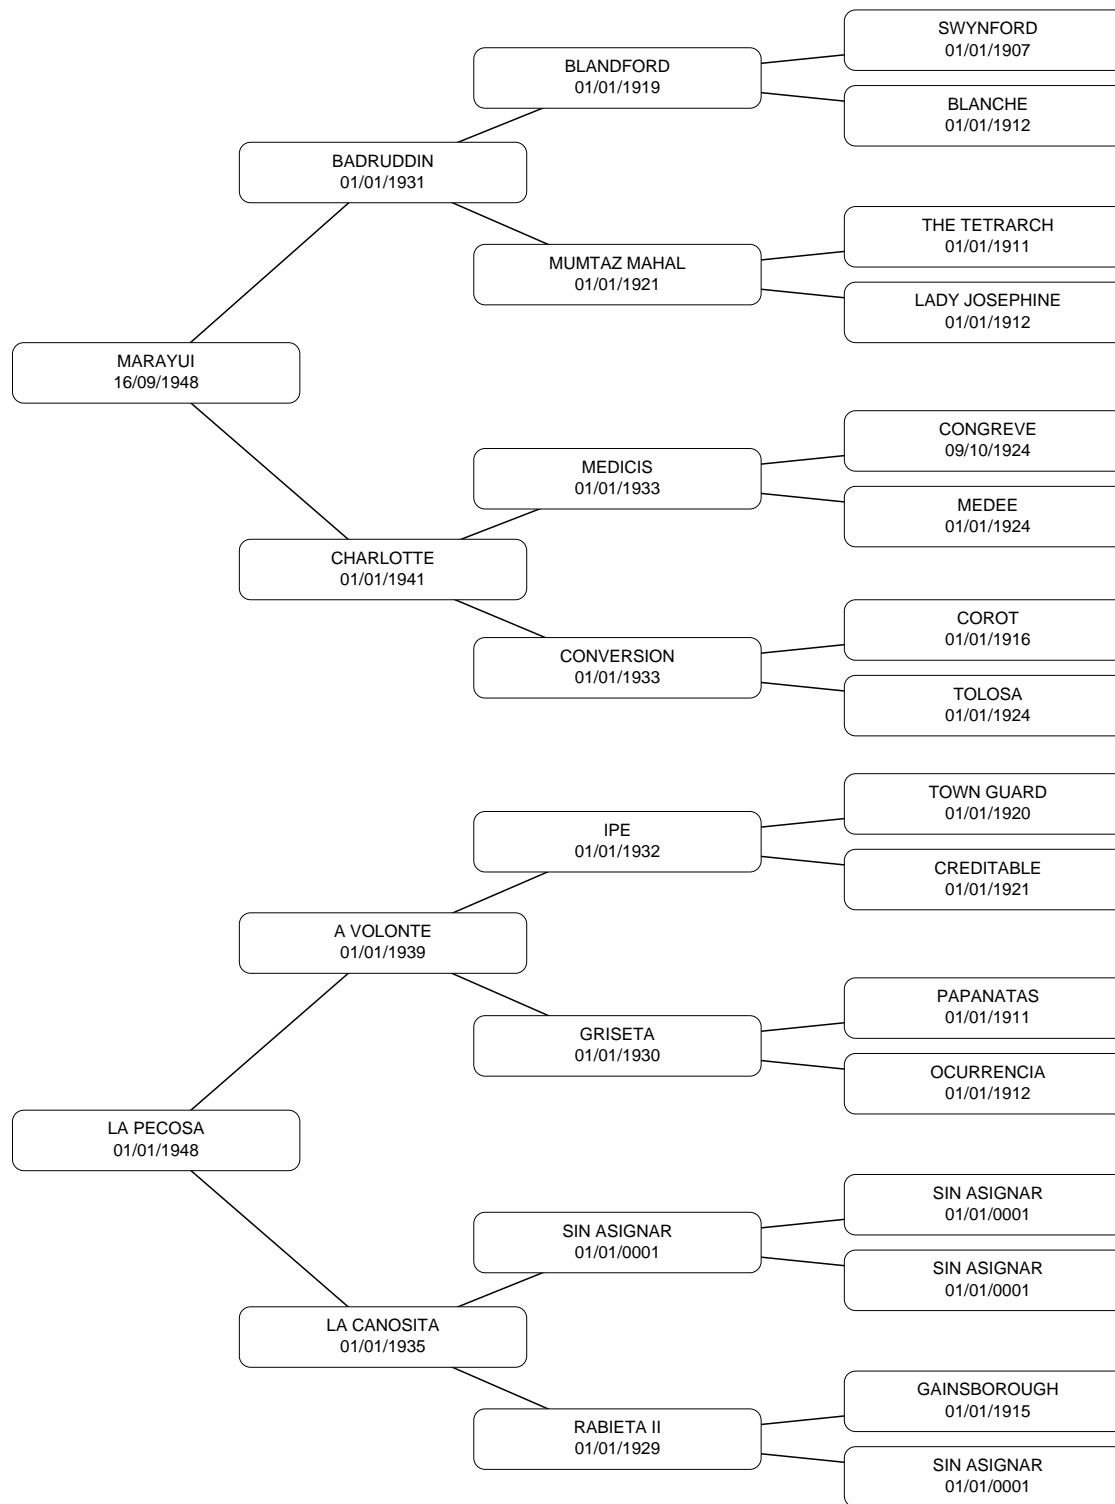 SWYNFORD
01/01/1907
BLANDFORD
01/01/1919
BLANCHE
01/01/1912
BADRUDDIN
01/01/1931
THE TETRARCH
01/01/1911
MUMTAZ MAHAL
01/01/1921
LADY JOSEPHINE
01/01/1912
MARAYUI
16/09/1948
CONGREVE
09/10/1924
MEDICIS
01/01/1933
MEDEE
01/01/1924
CHARLOTTE
01/01/1941
COROT
01/01/1916
CONVERSION
01/01/1933
TOLOSA
01/01/1924
TOWN GUARD
01/01/1920
IPE
01/01/1932
CREDITABLE
01/01/1921
A VOLONTE
01/01/1939
PAPANATAS
01/01/1911
GRISETA
01/01/1930
OCURRENCIA
01/01/1912
LA PECOSA
01/01/1948
SIN ASIGNAR
01/01/0001
SIN ASIGNAR
01/01/0001
SIN ASIGNAR
01/01/0001
LA CANOSITA
01/01/1935
GAINSBOROUGH
01/01/1915
RABIETA II
01/01/1929
SIN ASIGNAR
01/01/0001